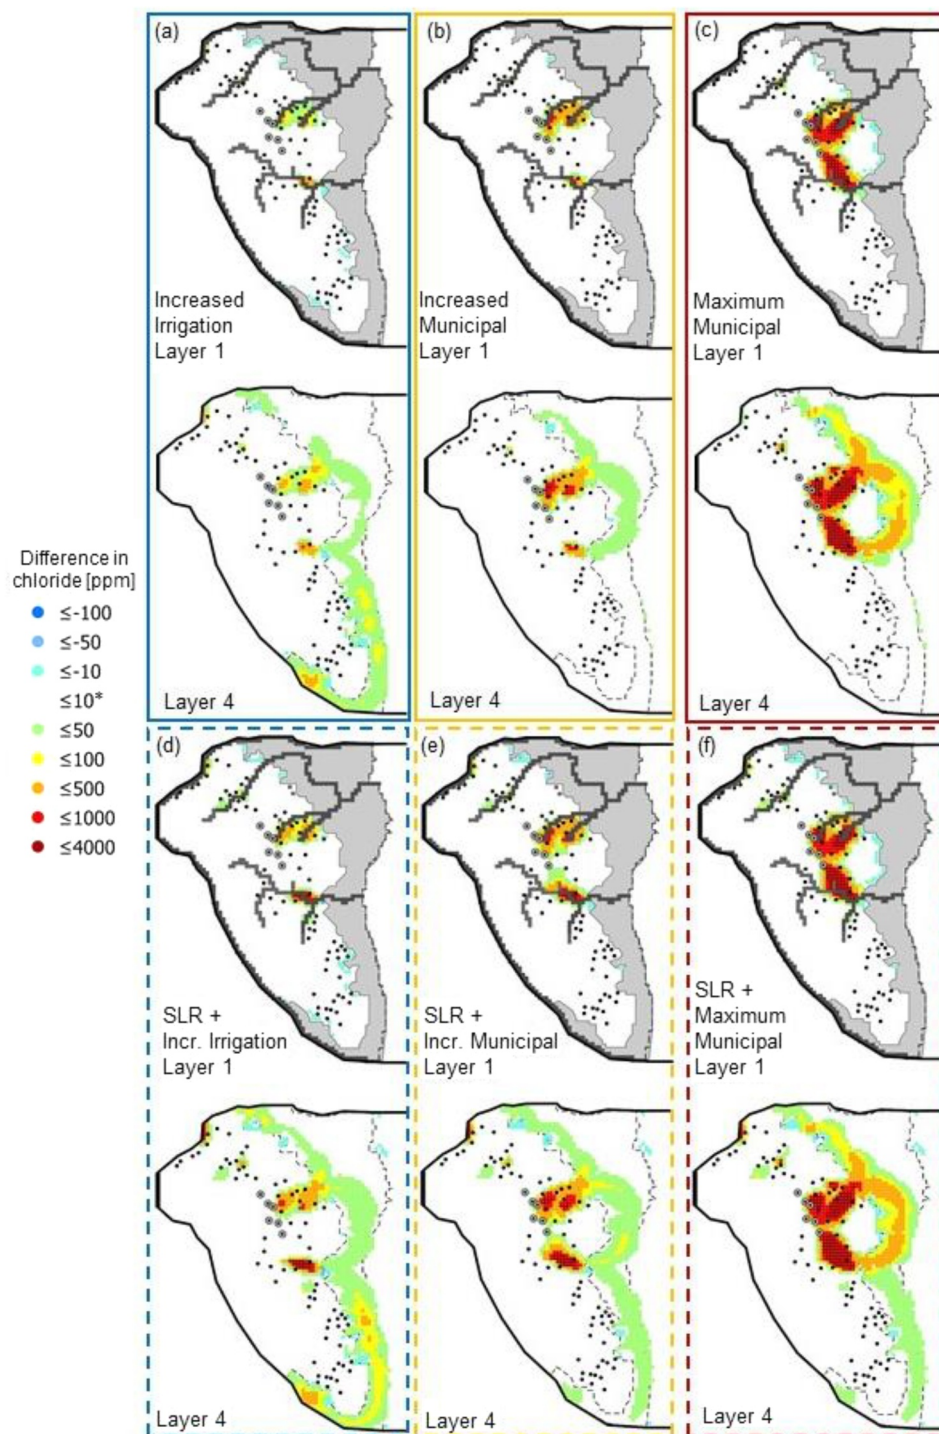 (a)
(b)
(c)
Increased
Irrigation
Layer 1
Increased
Municipal
Layer 1
Maximum
Municipal
Layer 1
Layer 4
Layer 4
Layer 4
Difference in
chloride [ppm]
≤-100
≤-50
≤-10
≤10*
≤50
≤100
≤500
≤1000
≤4000
(d)
(e)
(f)
SLR +
Incr. Irrigation
Layer 1
SLR +
Incr. Municipal
Layer 1
SLR +
Maximum
Municipal
Layer 1
Layer 4
Layer 4
Layer 4